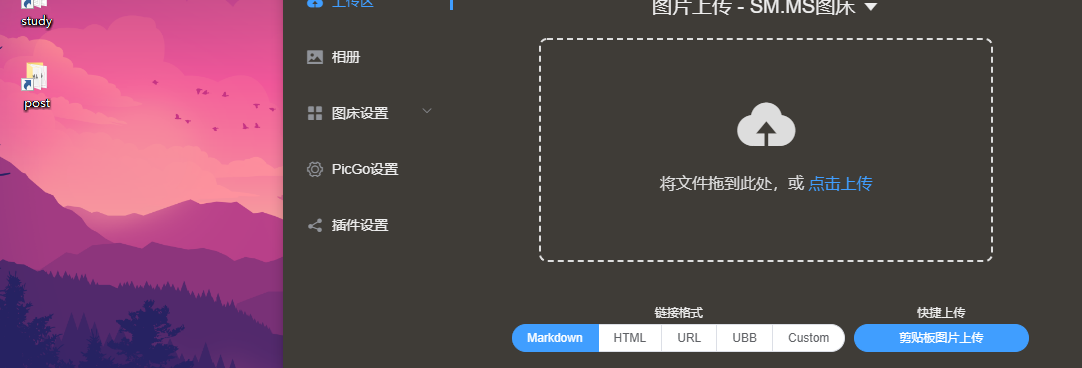 study
post
上传区
相册
图床设置
PicGo设置
插件设置
图片上传 - SM.MS图床
将文件拖到此处，或 点击上传
链接格式
快捷上传
Markdown
HTML
URL
UBB
Custom
剪贴板图片上传